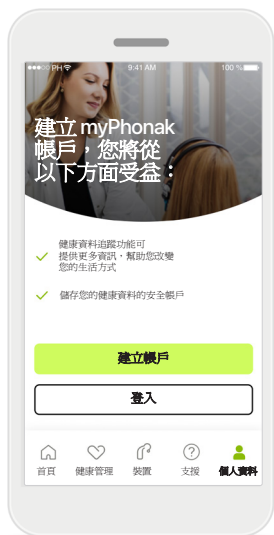 PH 9:41 AM 100 %
建立 myPhonak
帳戶，您將從
以下方面受益：
健康資料追蹤功能可
提供更多資訊，幫助您改變
您的生活方式
儲存您的健康資料的安全帳戶
建立帳戶
登入
首頁 健康管理 裝置 支援 個人資料